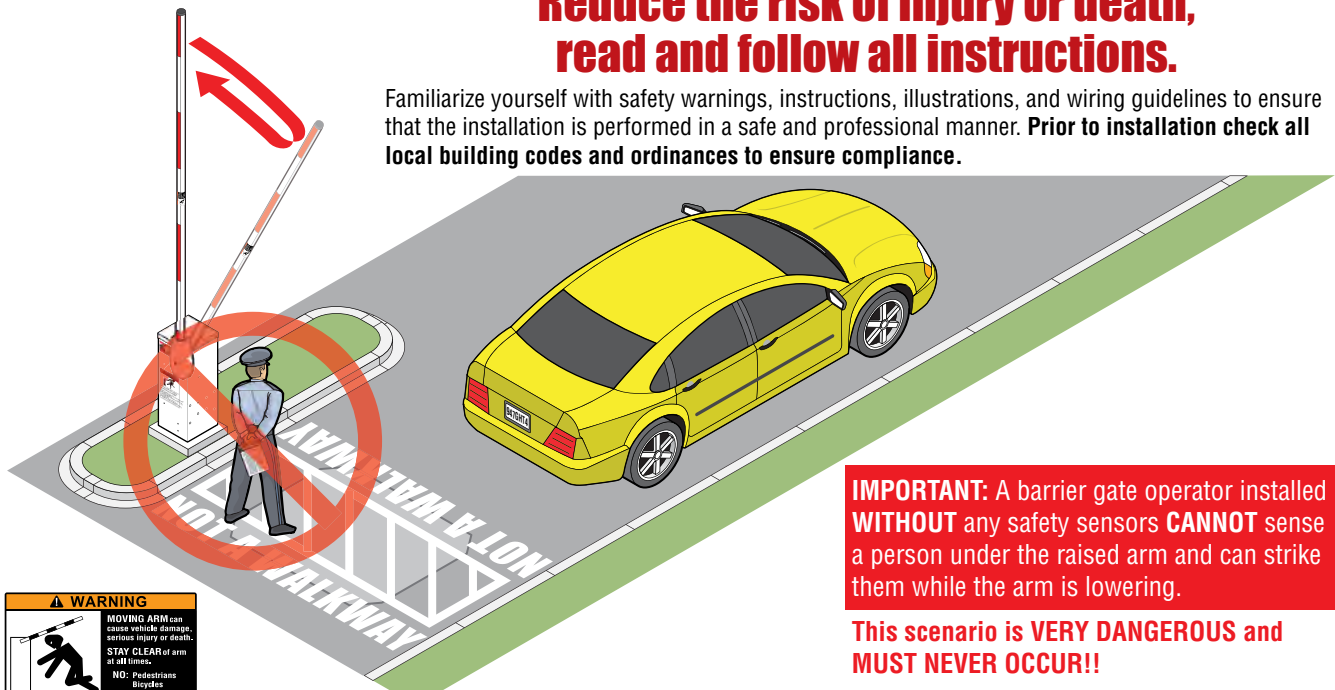 Reduce the risk of injury or death,
read and follow all instructions.
Familiarize yourself with safety warnings, instructions, illustrations, and wiring guidelines to ensure
that the installation is performed in a safe and professional manner. Prior to installation check all
local building codes and ordinances to ensure compliance.
947GHT4
NOT A WALKWAY
NOT A WALKWAY
IMPORTANT: A barrier gate operator installed
WITHOUT any safety sensors CANNOT sense
a person under the raised arm and can strike
them while the arm is lowering.
This scenario is VERY DANGEROUS and
MUST NEVER OCCUR!!
WARNING
MOVING ARM can
cause vehicle damage,
serious injury or death.
STAY CLEAR of arm
at all times.
NO: Pedestrians
Bicycles